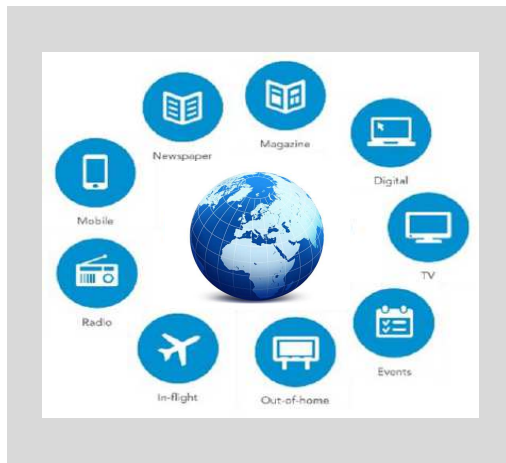 Newspaper
Magazine
Digital
Mobile
TV
Radio
Events
In-flight
Out-of-home